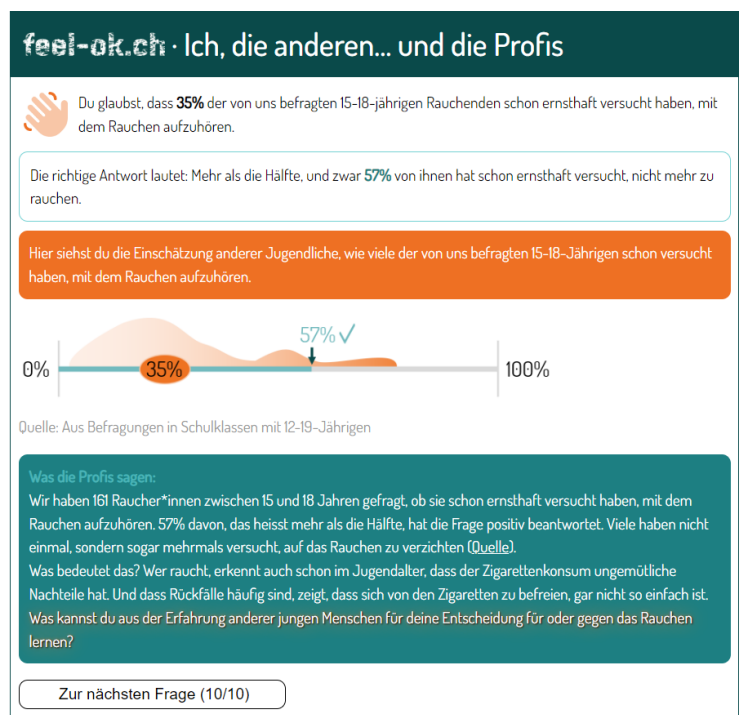 feel-ok.ch · Ich, die anderen... und die Profis
Du glaubst, dass 35% der von uns befragten 15-18-jährigen Rauchenden schon ernsthaft versucht haben, mit
dem Rauchen aufzuhören.
Die richtige Antwort lautet: Mehr als die Hälfte, und zwar 57% von ihnen hat schon ernsthaft versucht, nicht mehr zu
rauchen.
Hier siehst du die Einschätzung anderer Jugendliche, wie viele der von uns befragten 15-18-Jährigen schon versucht
haben, mit dem Rauchen aufzuhören.
57% ✓
0% 35% 100%
Quelle: Aus Befragungen in Schulklassen mit 12-19-Jährigen
Was die Profis sagen:
Wir haben 161 Raucher*innen zwischen 15 und 18 Jahren gefragt, ob sie schon ernsthaft versucht haben, mit dem
Rauchen aufzuhören. 57% davon, das heisst mehr als die Hälfte, hat die Frage positiv beantwortet. Viele haben nicht
einmal, sondern sogar mehrmals versucht, auf das Rauchen zu verzichten (Quelle).
Was bedeutet das? Wer raucht, erkennt auch schon im Jugendalter, dass der Zigarettenkonsum ungemütliche
Nachteile hat. Und dass Rückfälle häufig sind, zeigt, dass sich von den Zigaretten zu befreien, gar nicht so einfach ist.
Was kannst du aus der Erfahrung anderer jungen Menschen für deine Entscheidung für oder gegen das Rauchen
lernen?
Zur nächsten Frage (10/10)